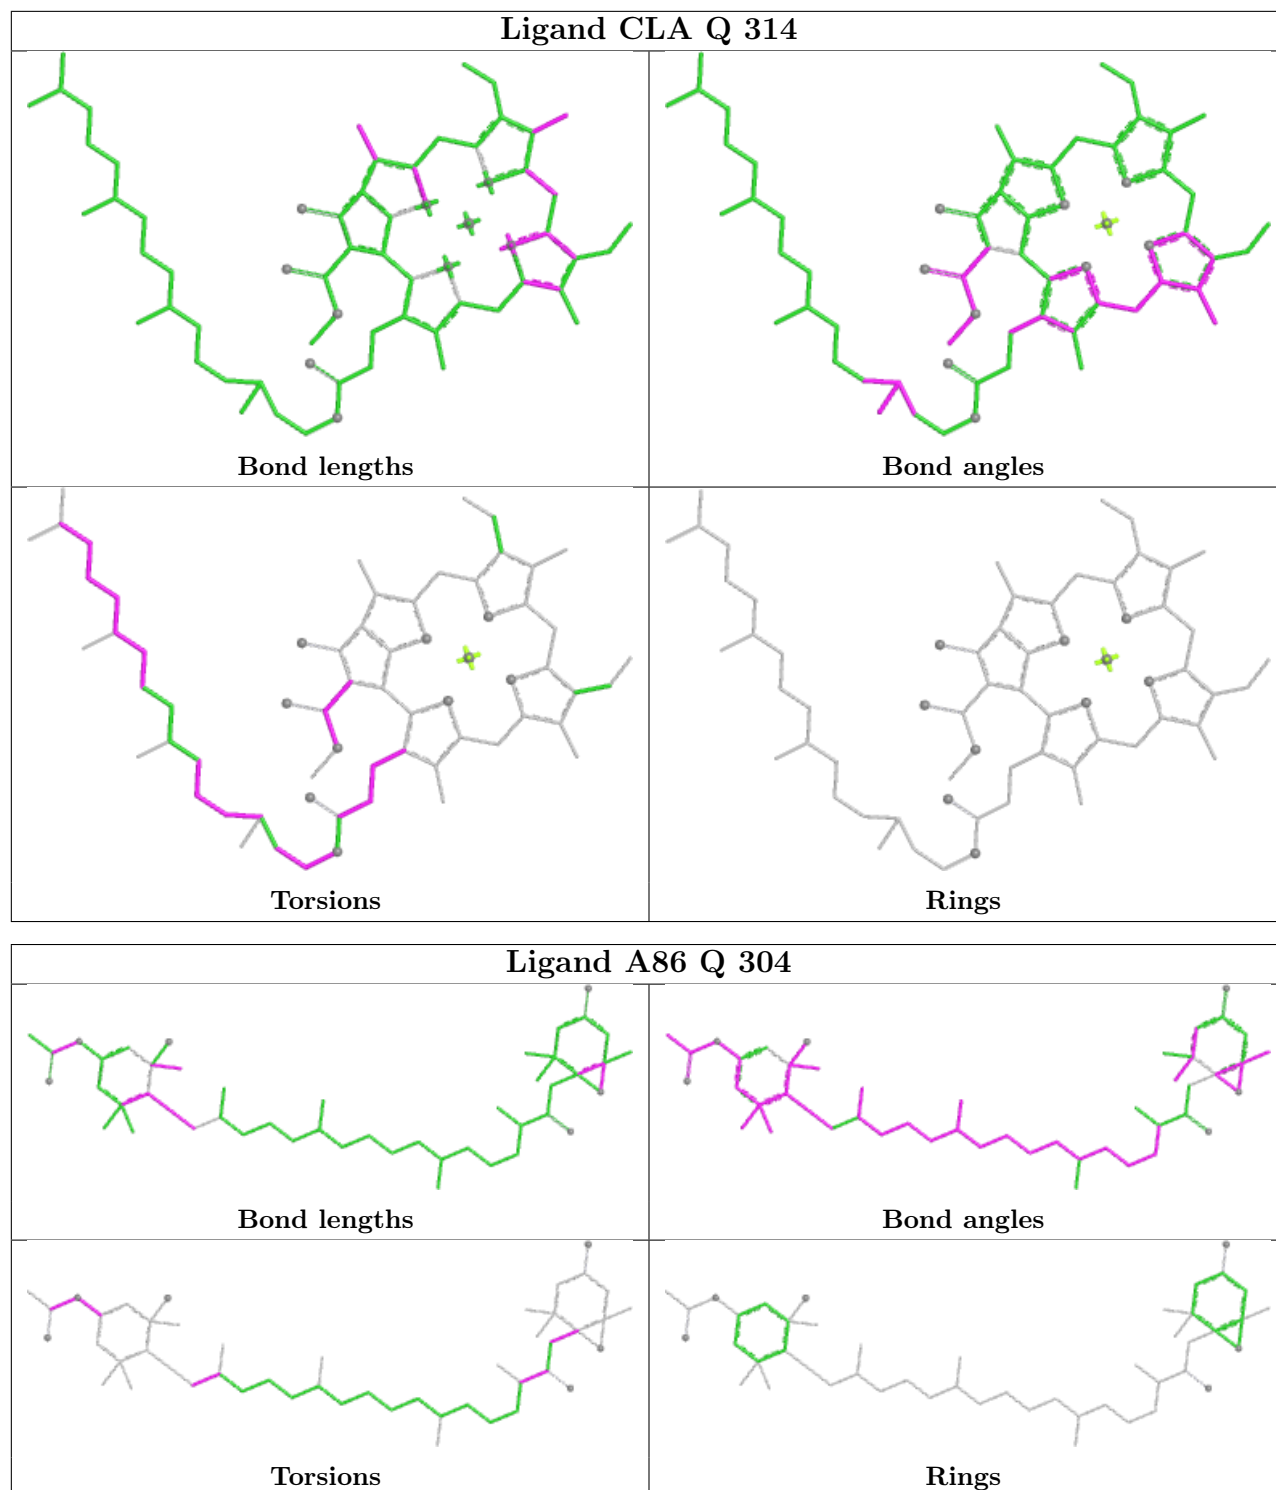 Ligand CLA Q 314
Bond lengths
Bond angles
Torsions
Rings
Ligand A86 Q 304
Bond lengths
Bond angles
Torsions
Rings